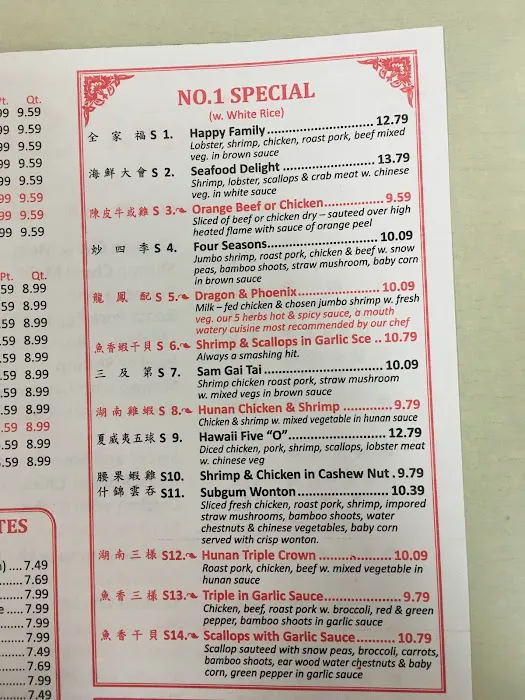 Pt. Qt.
99 9.59
9.59
99 9.59
99 9.59
99 9.59
99 9.59
99 9.59
Pt. Qt.
.59 8.99
.59 8.99
.59 8.99
.59 8.99
.59 8.99
.59 8.99
.59 8.99
.59 8.99
.59 8.99
TES
) .... 7.49
7.69
7.99
e ... 7.99
7.99
7.49
7.69
7.99
7.49
NO.1 SPECIAL
(w. White Rice)
全家福 S 1. Happy Family 12.79
Lobster, shrimp, chicken, roast pork, beef mixed
veg. in brown sauce
海鮮大會 S 2. Seafood Delight 13.79
Shrimp, lobster, scallops & crab meat w. chinese
veg. in white sauce
陳皮牛或雞 S 3. Orange Beef or Chicken 9.59
Sliced of beef or chicken dry – sauteed over high
heated flame with sauce of orange peel
炒四季 S 4. Four Seasons 10.09
Jumbo shrimp, roast pork, chicken & beef w. snow
peas, bamboo shoots, straw mushroom, baby corn
in brown sauce
龍鳳配 S 5. Dragon & Phoenix 10.09
Milk – fed chicken & chosen jumbo shrimp w. fresh
veg. our 5 herbs hot & spicy sauce, a mouth
watery cuisine most recommended by our chef
魚香蝦干貝 S 6. Shrimp & Scallops in Garlic Sce .. 10.79
Always a smashing hit.
三及第 S 7. Sam Gai Tai 10.09
Shrimp chicken roast pork, straw mushroom
w. mixed vegs in brown sauce
湖南雞蝦 S 8. Hunan Chicken & Shrimp 9.79
Chicken & shrimp w. mixed vegetable in hunan sauce
夏威夷五球 S 9. Hawaii Five "O" 12.79
Diced chicken, pork, shrimp, scallops, lobster meat
w. chinese veg
腰果蝦雞 S10. Shrimp & Chicken in Cashew Nut . 9.79
什錦雲吞 S11. Subgum Wonton 10.39
Sliced fresh chicken, roast pork, shrimp, impored
straw mushrooms, bamboo shoots, water
chestnuts & chinese vegetables, baby corn
served with crisp wonton.
湖南三樣 S12. Hunan Triple Crown 10.09
Roast pork, chicken, beef w. mixed vegetable in
hunan sauce
魚香三樣 S13. Triple in Garlic Sauce 9.79
Chicken, beef, roast pork w. broccoli, red & green
pepper, bamboo shoots in garlic sauce
魚香干貝 S14. Scallops with Garlic Sauce 10.79
Scallop sauteed with snow peas, broccoli, carrots,
bamboo shoots, ear wood water chestnuts & baby
corn, green pepper in garlic sauce